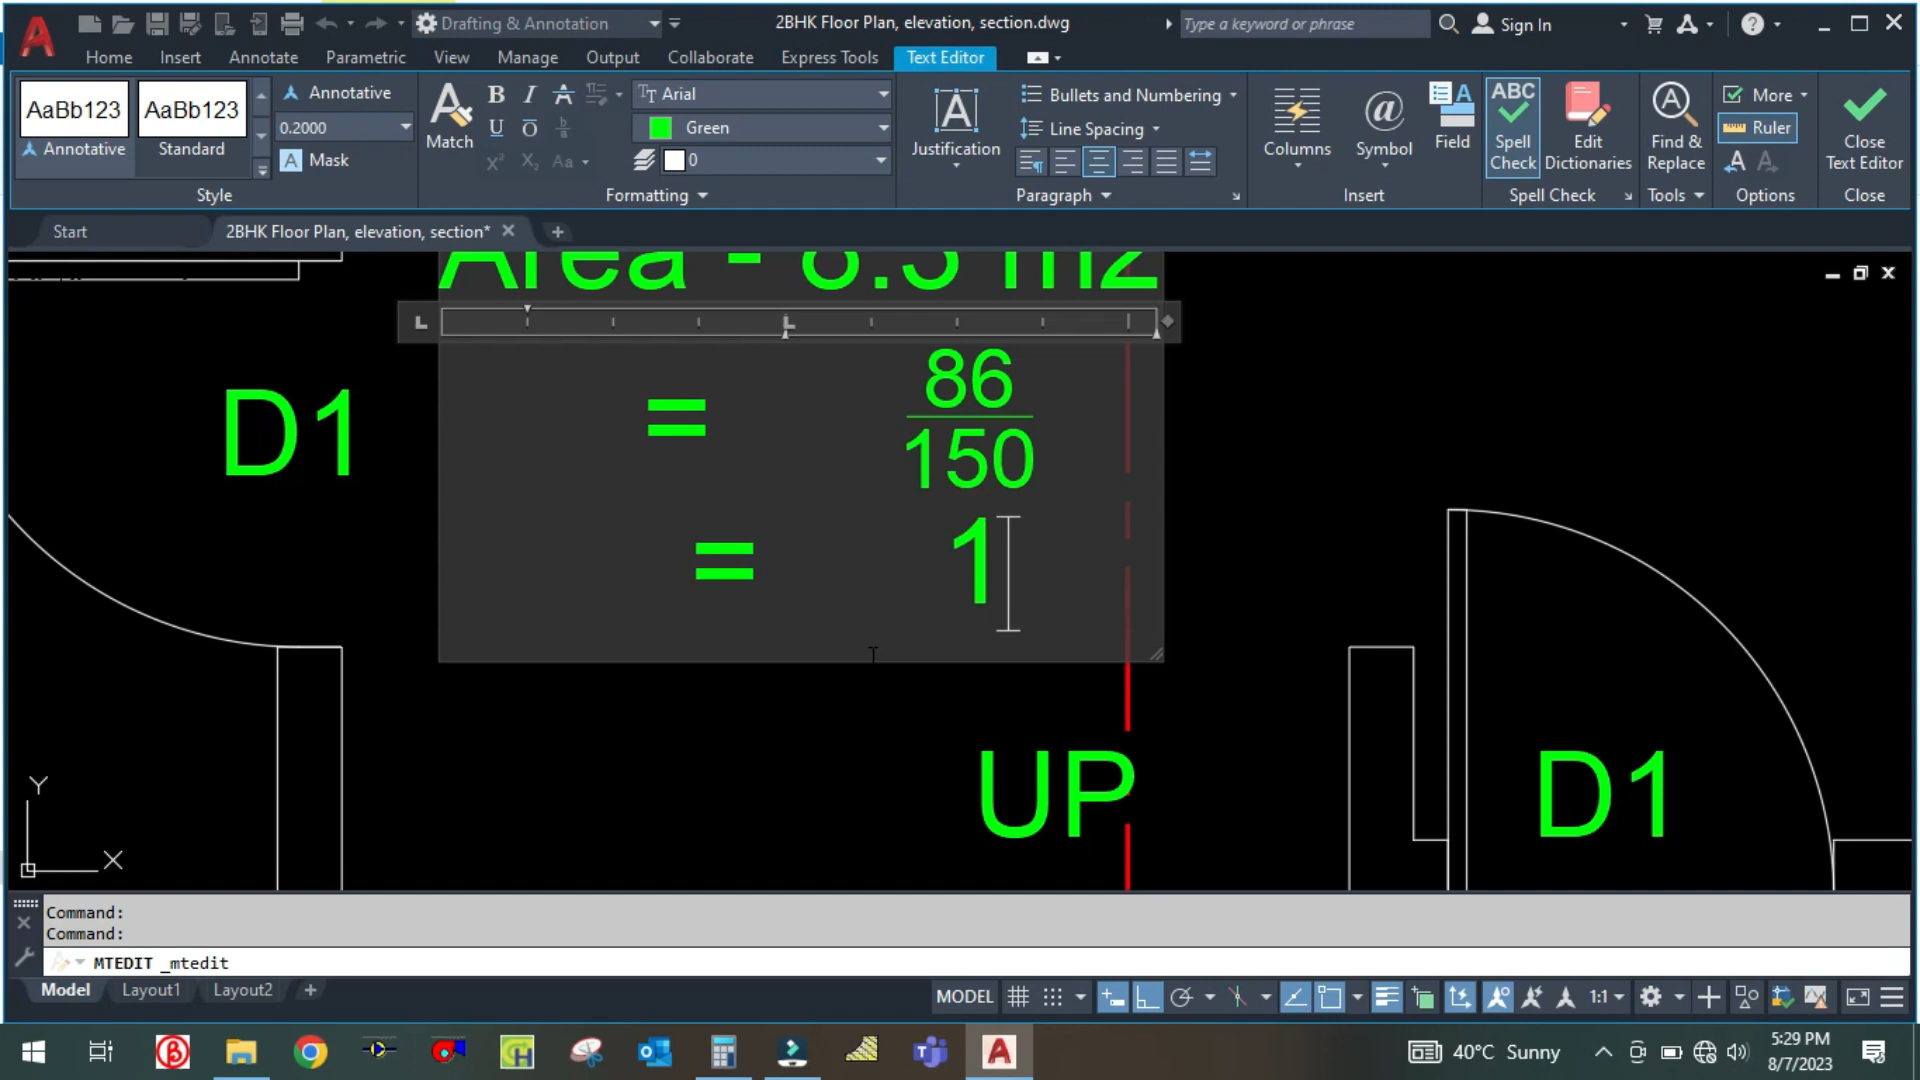 Drafting & Annotation
2BHK Floor Plan, elevation, section.dwg
Type a keyword or phrase
Sign In
Home
Insert
Annotate
Parametric
View
Manage
Output
Collaborate
Express Tools
Text Editor
AaBb123
AaBb123
Annotative
Standard
Annotative
0.2000
Mask
Style
Match
Arial
Green
0
Formatting
Justification
Bullets and Numbering
Line Spacing
Paragraph
Columns
Symbol
Field
Insert
ABC
Spell
Check
Edit
Dictionaries
Spell Check
Find &
Replace
Tools
More
Ruler
Options
Close
Text Editor
Close
Start
2BHK Floor Plan, elevation, section*
Area - 8.5 m2
D1
= 86
150
= 1
UP
D1
Y
X
Command:
Command:
MTEDIT _mtedit
Model
Layout1
Layout2
MODEL
1:1
40°C Sunny
5:29 PM
8/7/2023